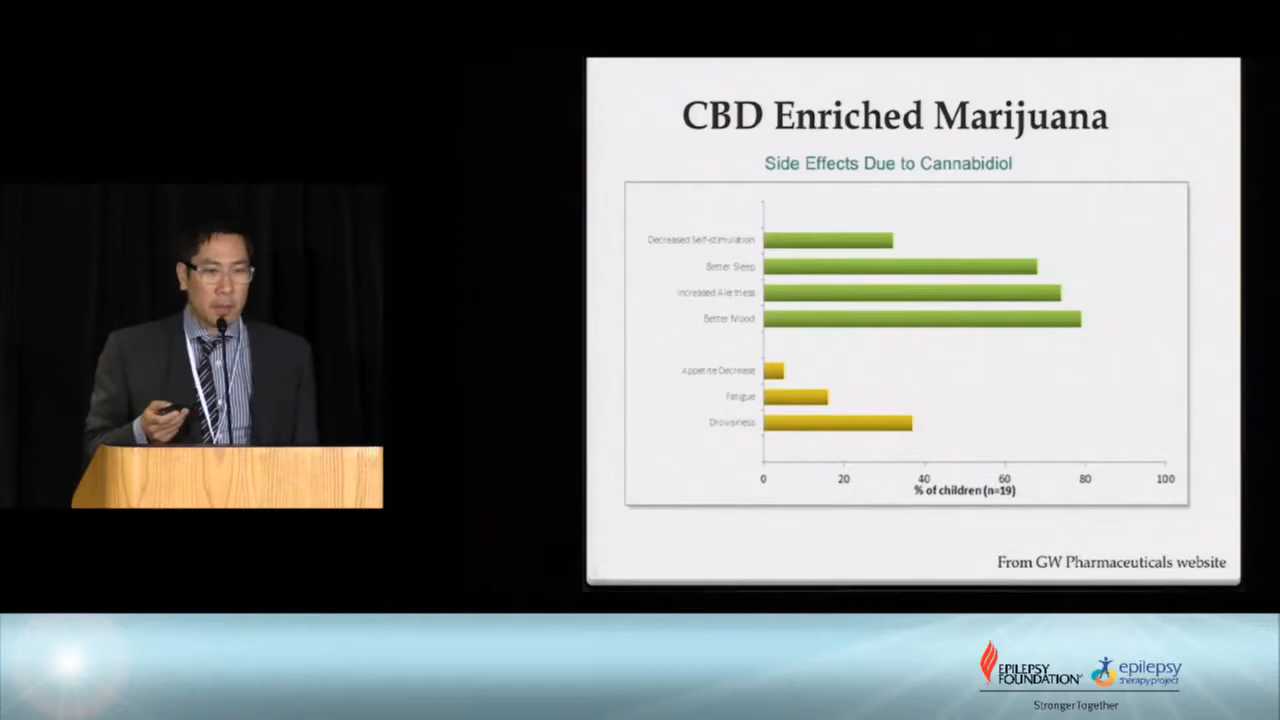 CBD Enriched Marijuana
Side Effects Due to Cannabidiol
Decreased Self-stimulation
Better Sleep
Increased Alertness
Better Mood
Appetite Decrease
Fatigue
Drowsiness
0 20 40 60 80 100
% of children (n=19)
From GW Pharmaceuticals website
EPILEPSY
FOUNDATION
epilepsy
therapy project
Stronger Together